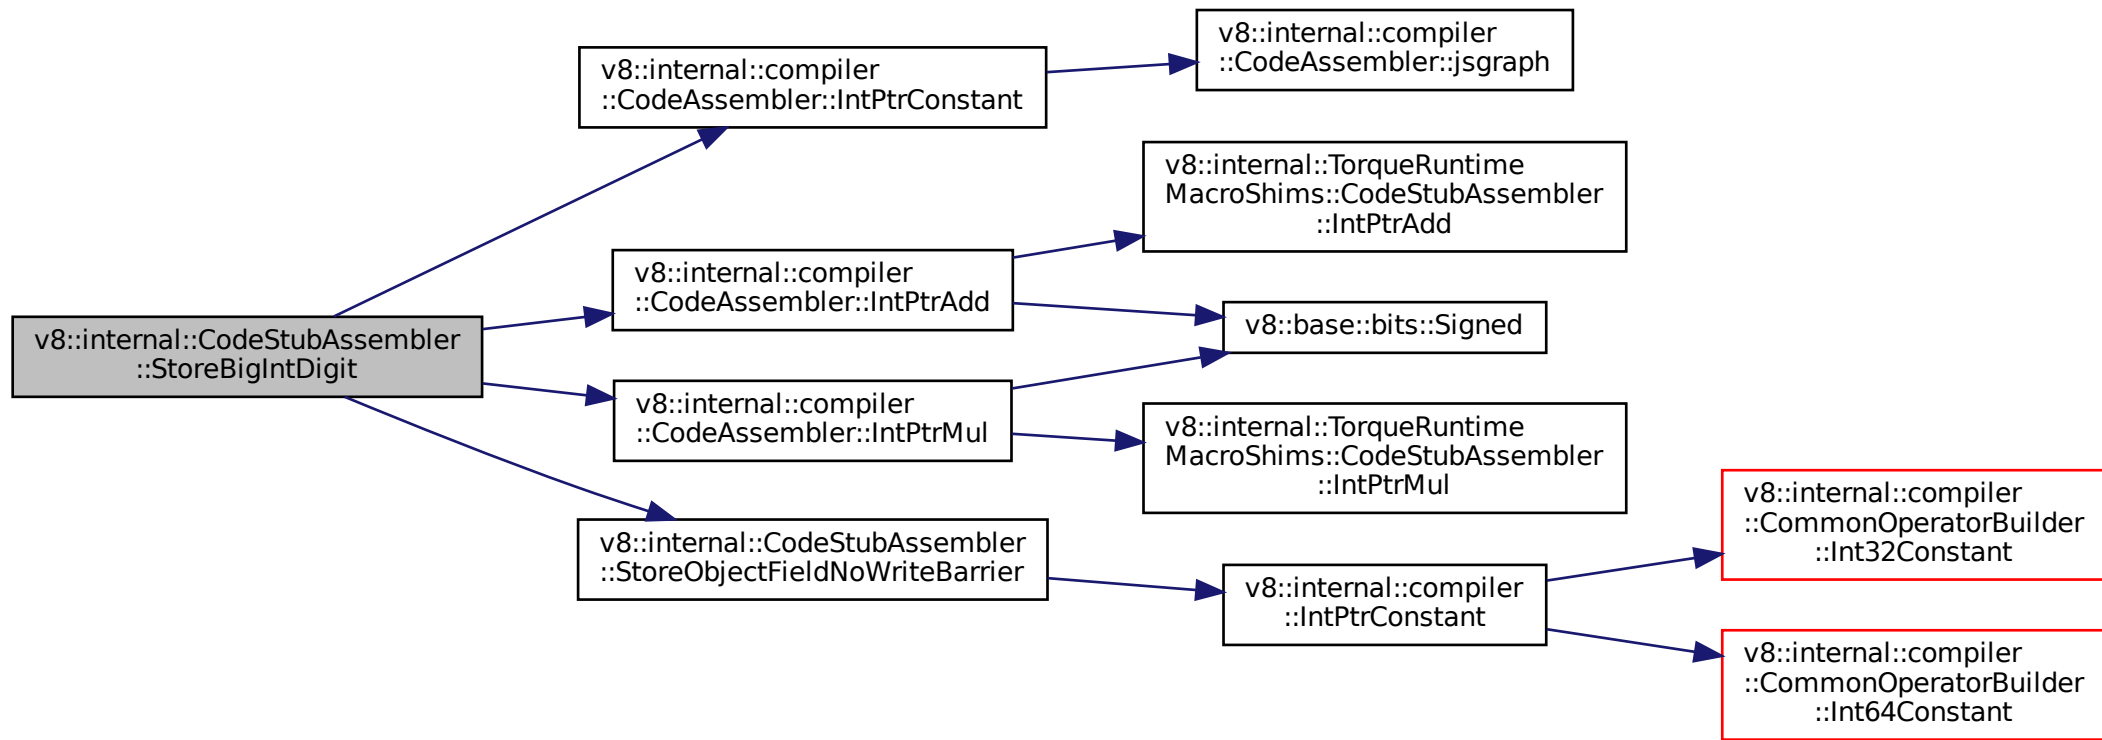 v8::internal::CodeStubAssembler
::StoreBigIntDigit
v8::internal::compiler
::CodeAssembler::IntPtrConstant
v8::internal::compiler
::CodeAssembler::jsgraph
v8::internal::compiler
::CodeAssembler::IntPtrAdd
v8::internal::TorqueRuntime
MacroShims::CodeStubAssembler
::IntPtrAdd
v8::base::bits::Signed
v8::internal::compiler
::CodeAssembler::IntPtrMul
v8::internal::TorqueRuntime
MacroShims::CodeStubAssembler
::IntPtrMul
v8::internal::CodeStubAssembler
::StoreObjectFieldNoWriteBarrier
v8::internal::compiler
::IntPtrConstant
v8::internal::compiler
::CommonOperatorBuilder
::Int32Constant
v8::internal::compiler
::CommonOperatorBuilder
::Int64Constant